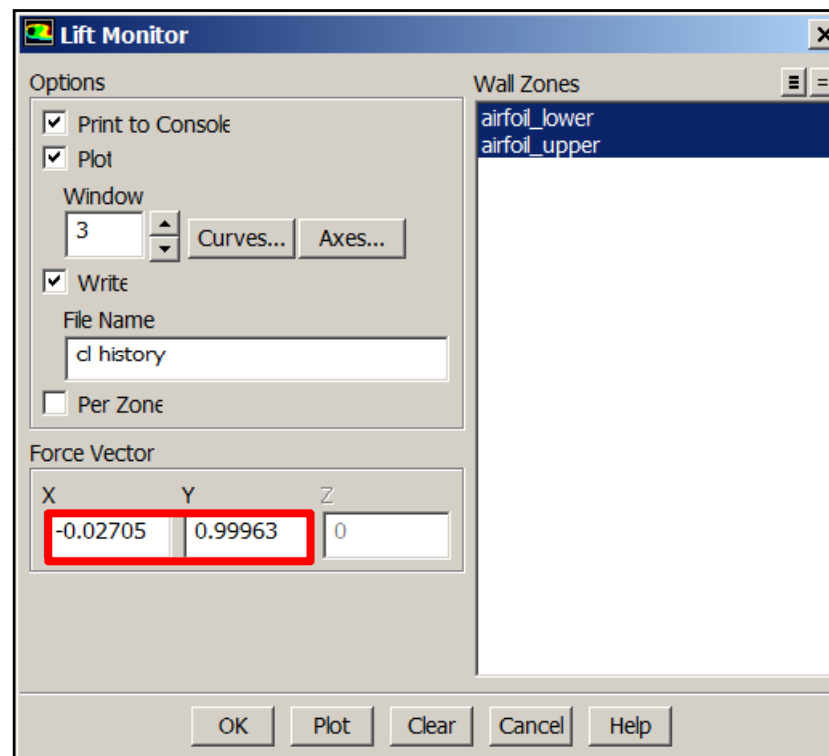 Lift Monitor
Options
Print to Console
Plot
Window
3
Curves... Axes...
Write
File Name
cl history
Per Zone
Force Vector
X Y Z
-0.02705 0.99963 0
Wall Zones
airfoil_lower
airfoil_upper
OK Plot Clear Cancel Help